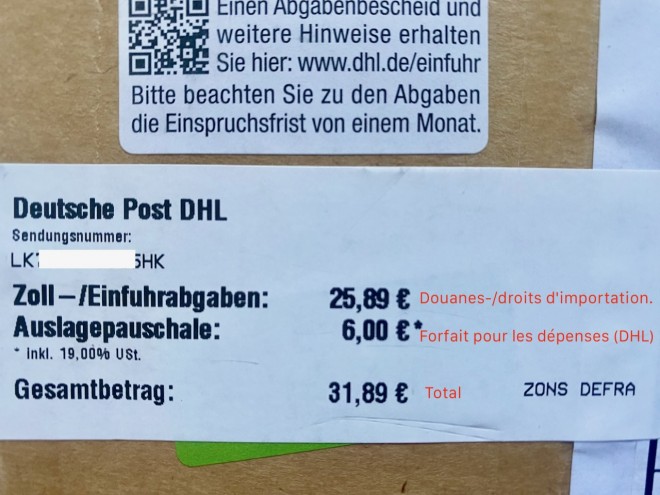 Einen Abgabenbescheid und
weitere Hinweise erhalten
Sie hier: www.dhl.de/einfuhr
Bitte beachten Sie zu den Abgaben
die Einspruchsfrist von einem Monat.
Deutsche Post DHL
Sendungsnummer:
LK 5HK
Zoll-/Einfuhrabgaben: 25,89 € Douanes-/droits d'importation.
Auslagepauschale: 6,00 €* Forfait pour les dépenses (DHL)
* Inkl. 19,00% USt.
Gesamtbetrag: 31,89 € Total ZONS DEFRA